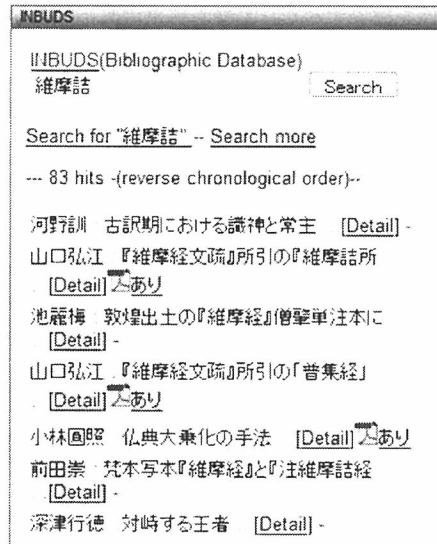 INBUDS
INBUDS(Bibliographic Database)
維摩詰 Search
Search for "維摩詰" -- Search more
--- 83 hits -(reverse chronological order)--
河野訓 古訳期における識神と常主 [Detail] -
山口弘江 『維摩経文疏』所引の『維摩詰所
[Detail] あり
池麗梅 敦煌出土の『維摩経』僧肇単注本に
[Detail] -
山口弘江 『維摩経文疏』所引の「普集経」
[Detail] あり
小林圓照 仏典大乗化の手法 [Detail] あり
前田崇 梵本写本『維摩経』と『注維摩詰経
[Detail] -
深津行徳 対峙する王者 [Detail] -